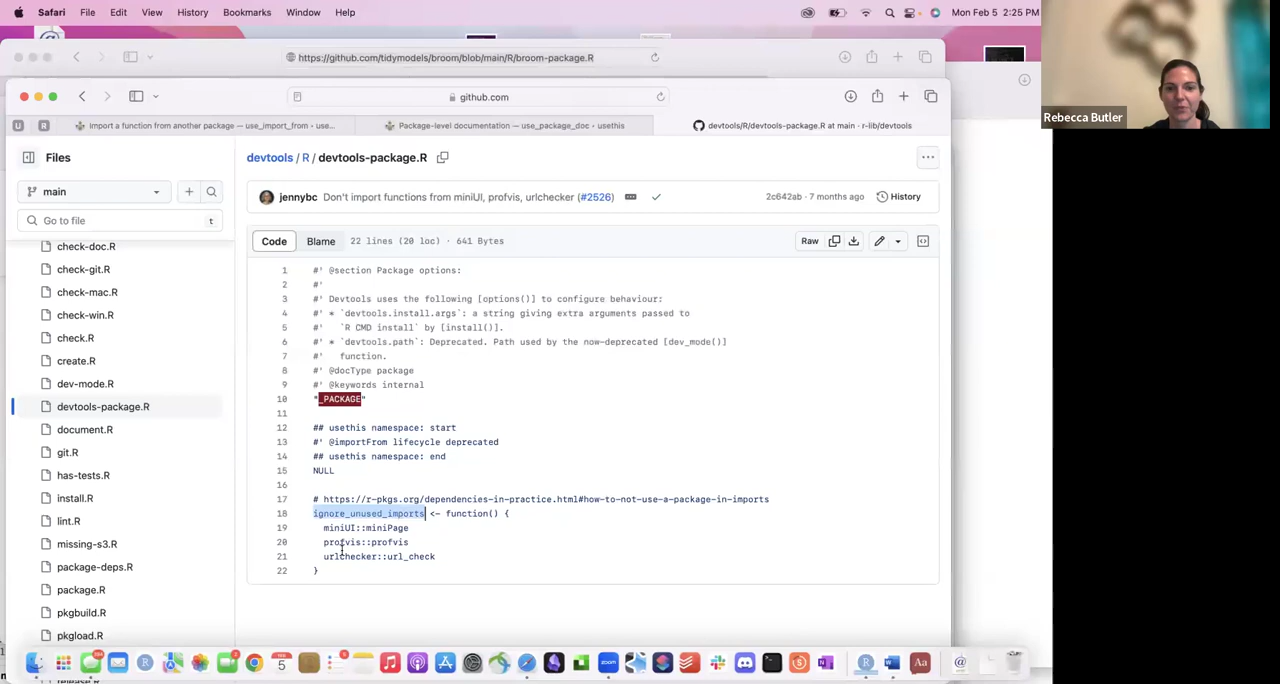 Safari File Edit View History Bookmarks Window Help Mon Feb 5 2:25 PM
https://github.com/tidymodels/broom/blob/main/R/broom-package.R
github.com
U R Import a function from another package — use_import_from · use... Package-level documentation — use_package_doc · usethis devtools/R/devtools-package.R at main · r-lib/devtools
Rebecca Butler
Files
main
Go to file t
check-doc.R
check-git.R
check-mac.R
check-win.R
check.R
create.R
dev-mode.R
devtools-package.R
document.R
git.R
has-tests.R
install.R
lint.R
missing-s3.R
package-deps.R
package.R
pkgbuild.R
pkgload.R
release.R
devtools / R / devtools-package.R
jennybc Don't import functions from miniUI, profvis, urlchecker (#2526) 2c642ab · 7 months ago History
Code Blame 22 lines (20 loc) · 641 Bytes Raw
1 #' @section Package options:
2 #'
3 #' Devtools uses the following [options()] to configure behaviour:
4 #' * `devtools.install.args`: a string giving extra arguments passed to
5 #' `R CMD install` by [install()].
6 #' * `devtools.path`: Deprecated. Path used by the now-deprecated [dev_mode()]
7 #' function.
8 #' @docType package
9 #' @keywords internal
10 "_PACKAGE"
11
12 ## usethis namespace: start
13 #' @importFrom lifecycle deprecated
14 ## usethis namespace: end
15 NULL
16
17 # https://r-pkgs.org/dependencies-in-practice.html#how-to-not-use-a-package-in-imports
18 ignore_unused_imports <- function() {
19 miniUI::miniPage
20 profvis::profvis
21 urlchecker::url_check
22 }